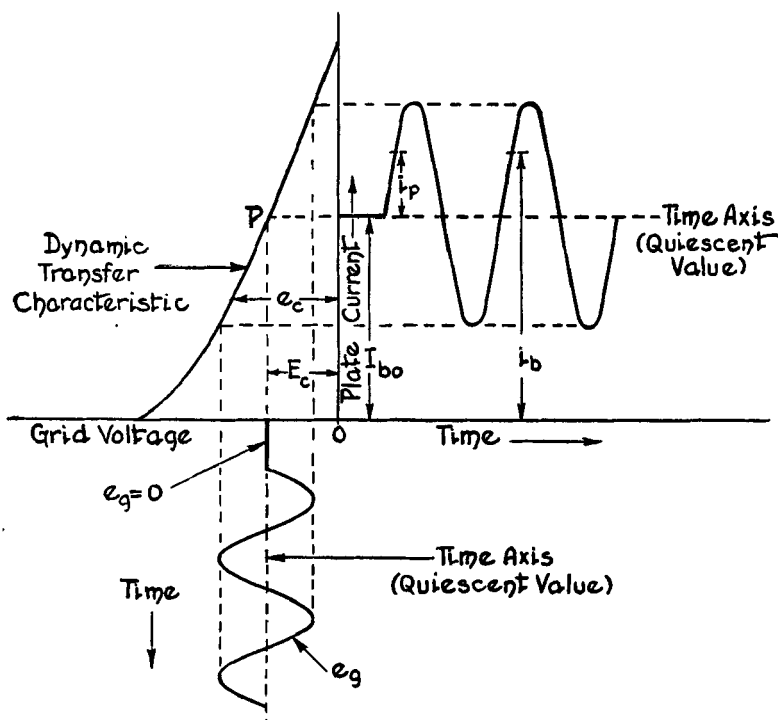 i_p
P
Time Axis
(Quiescent
Value)
Dynamic
Transfer
Characteristic
e_c
Plate Current
E_c
I_bo
i_b
Grid Voltage
0
Time
e_g=0
Time Axis
(Quiescent Value)
Time
e_g